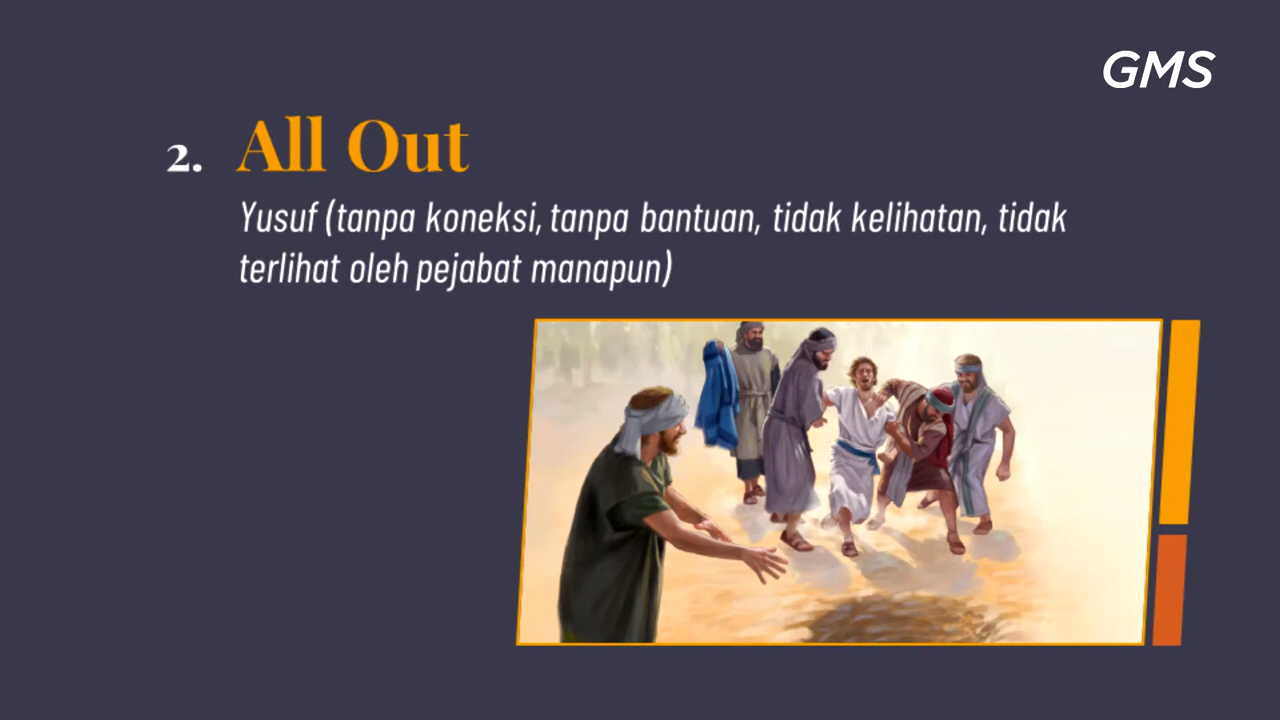 GMS
2. All Out
Yusuf (tanpa koneksi, tanpa bantuan, tidak kelihatan, tidak
terlihat oleh pejabat manapun)